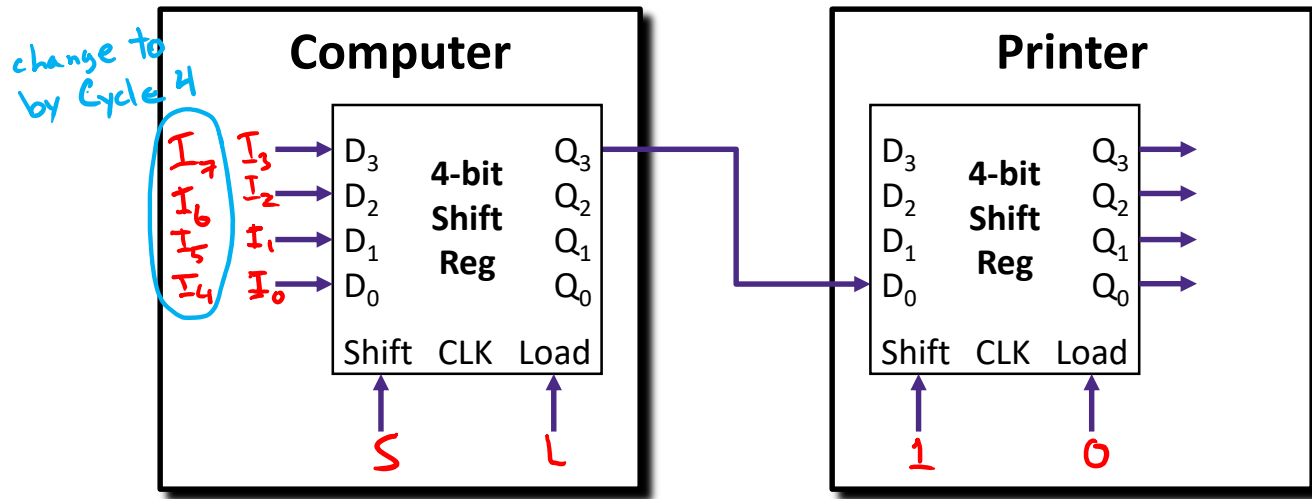 Computer
Printer
change to
by Cycle 4
I₇ I₃ D₃ Q₃
I₆ I₂ D₂ Q₂
I₅ I₁ D₁ Q₁
I₄ I₀ D₀ Q₀
4-bit
Shift
Reg
Shift CLK Load
S L
D₃ Q₃
D₂ Q₂
D₁ Q₁
D₀ Q₀
4-bit
Shift
Reg
Shift CLK Load
1 0